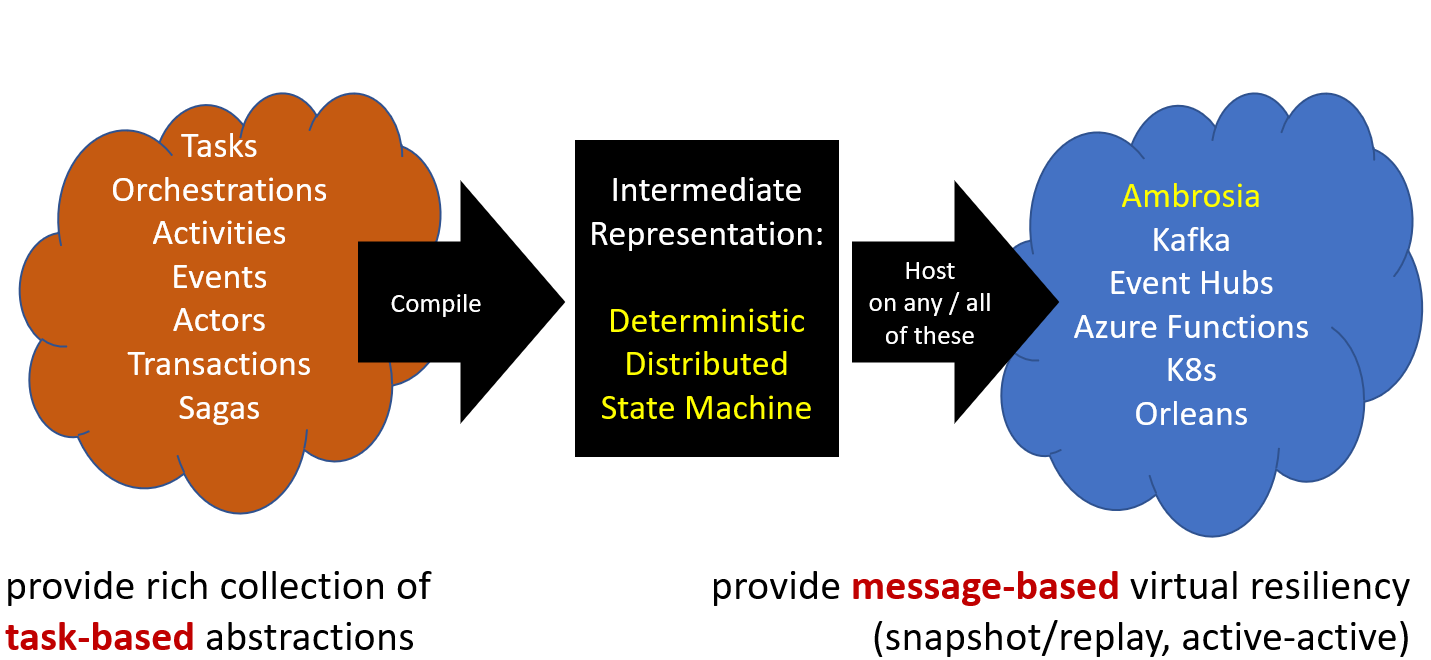 Tasks
Orchestrations
Activities
Events
Actors
Transactions
Sagas
Compile
Intermediate
Representation:
Deterministic
Distributed
State Machine
Host
on any / all
of these
Ambrosia
Kafka
Event Hubs
Azure Functions
K8s
Orleans
provide rich collection of
task-based abstractions
provide message-based virtual resiliency
(snapshot/replay, active-active)